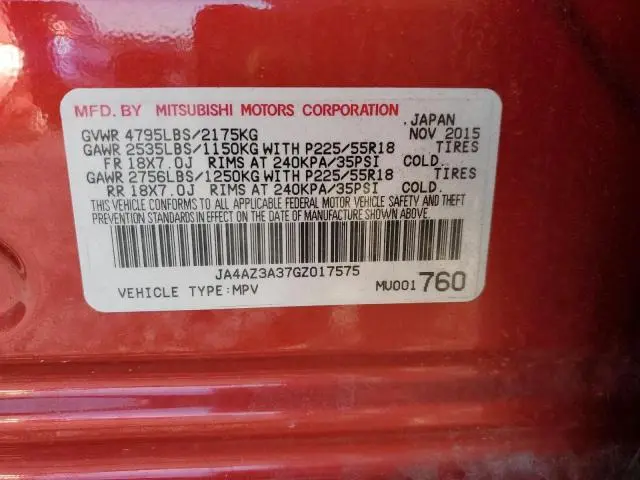 MFD. BY MITSUBISHI MOTORS CORPORATION JAPAN
GVWR 4795LBS/2175KG NOV 2015
GAWR 2535LBS/1150KG WITH P225/55R18 TIRES
FR 18X7.0J RIMS AT 240KPA/35PSI COLD.
GAWR 2756LBS/1250KG WITH P225/55R18 TIRES
RR 18X7.0J RIMS AT 240KPA/35PSI COLD.
THIS VEHICLE CONFORMS TO ALL APPLICABLE FEDERAL MOTOR VEHICLE SAFETY AND THEFT
PREVENTION STANDARDS IN EFFECT ON THE DATE OF MANUFACTURE SHOWN ABOVE.
JA4AZ3A37GZ017575
VEHICLE TYPE:MPV MU001760